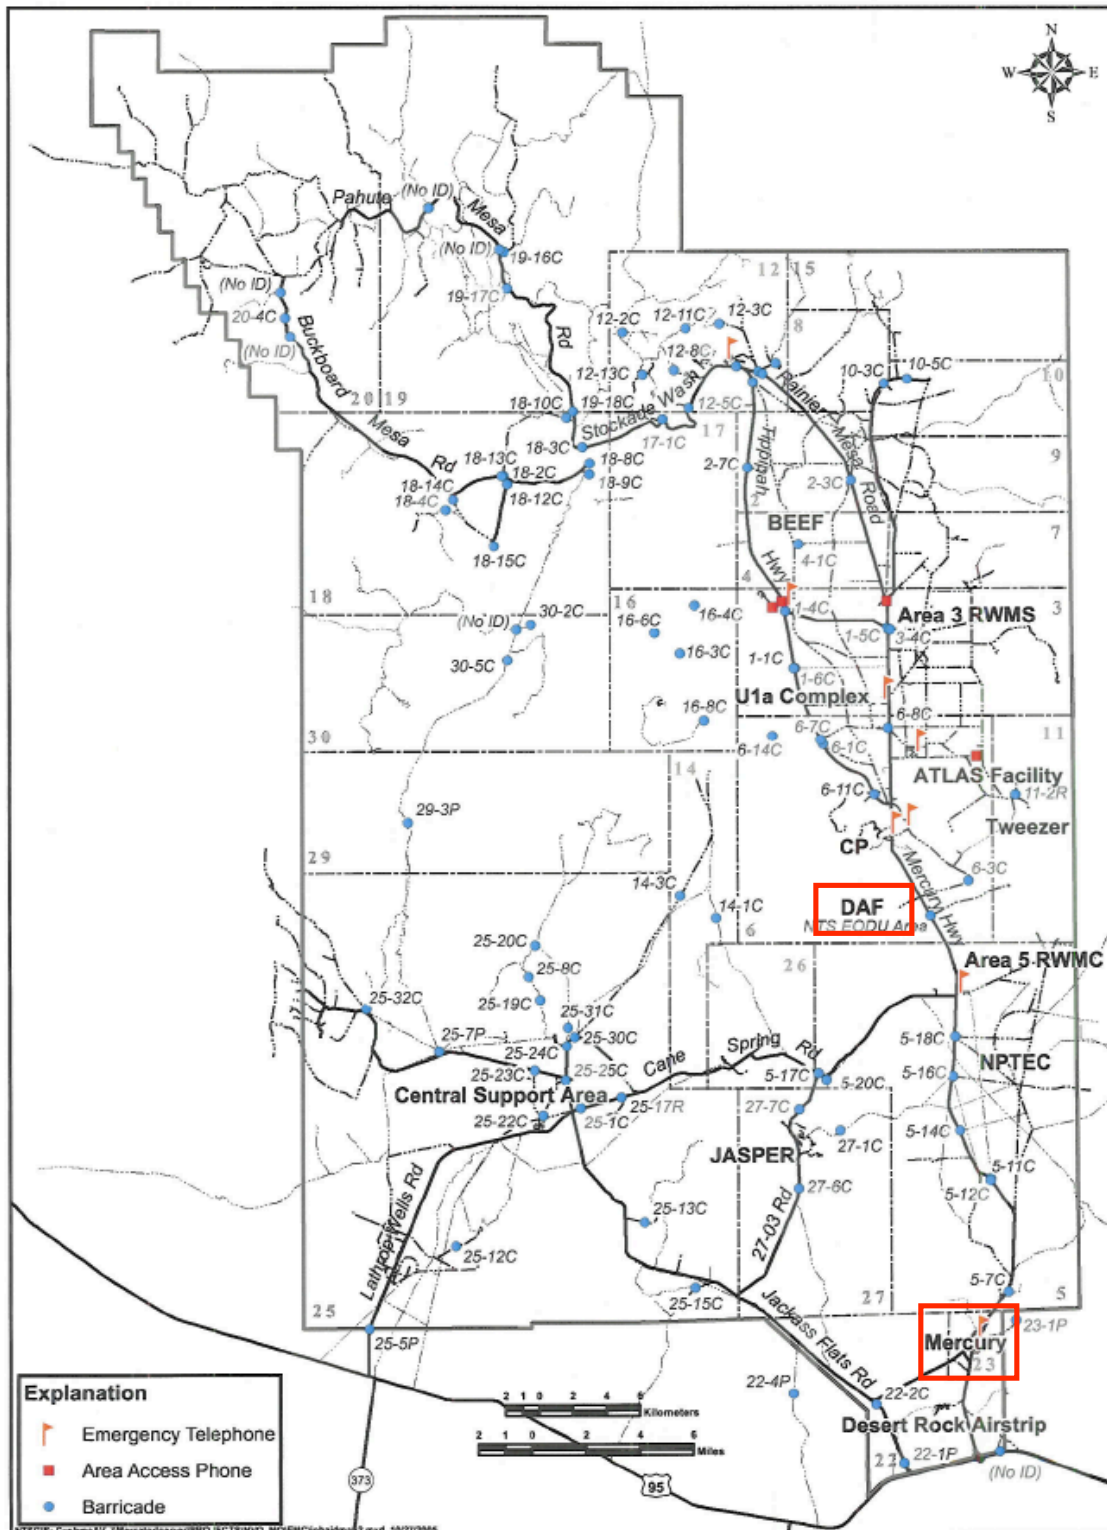 N
W E
S
Pahute
(No ID)
Mesa
(No ID)
19-16C
19-17C
Rd
(No ID)
20-4C
(No ID)
Buckboard
Mesa
Rd
20 19
12 15
12-2C
12-11C
12-3C
8
12-8C
12-13C
10-3C
10-5C
10
18-10C
19-18C
Stockade Wash
12-5C
Rainier Mesa Road
17-1C
17
18-3C
Tippipah
Hwy
9
18-13C
18-2C
18-8C
18-9C
18-14C
18-4C
18-12C
2-7C
2-3C
2
BEEF
7
18-15C
4-1C
4
18
16
30-2C
(No ID)
16-6C
16-4C
1-4C
Area 3 RWMS
3
1-5C
3-4C
30-5C
16-3C
1-1C
1-6C
U1a Complex
16-8C
6-8C
30
6-14C
6-7C
6-1C
11
14
ATLAS Facility
6-11C
11-2R
29-3P
Tweezer
CP
29
Mercury Hwy
6-3C
14-3C
DAF
14-1C
6
NTS EODU Area
25-20C
26
Area 5 RWMC
25-8C
25-32C
25-19C
25-31C
25-7P
25-30C
5-18C
25-24C
Cane Spring Rd
25-23C
25-25C
5-17C
5-20C
5-16C
NPTEC
Central Support Area
25-17R
27-7C
25-22C
25-1C
27-1C
5-14C
JASPER
5-11C
27-6C
5-12C
Lathrop Wells Rd
25-13C
27-03 Rd
25-12C
5-7C
25-15C
27
5
25
Jackass Flats Rd
23-1P
25-5P
Mercury
23
22-4P
22-2C
Desert Rock Airstrip
22
22-1P
(No ID)
2 1 0 2 4 6
Kilometers
2 1 0 2 4 6
Miles
95
373
Explanation
Emergency Telephone
Area Access Phone
Barricade